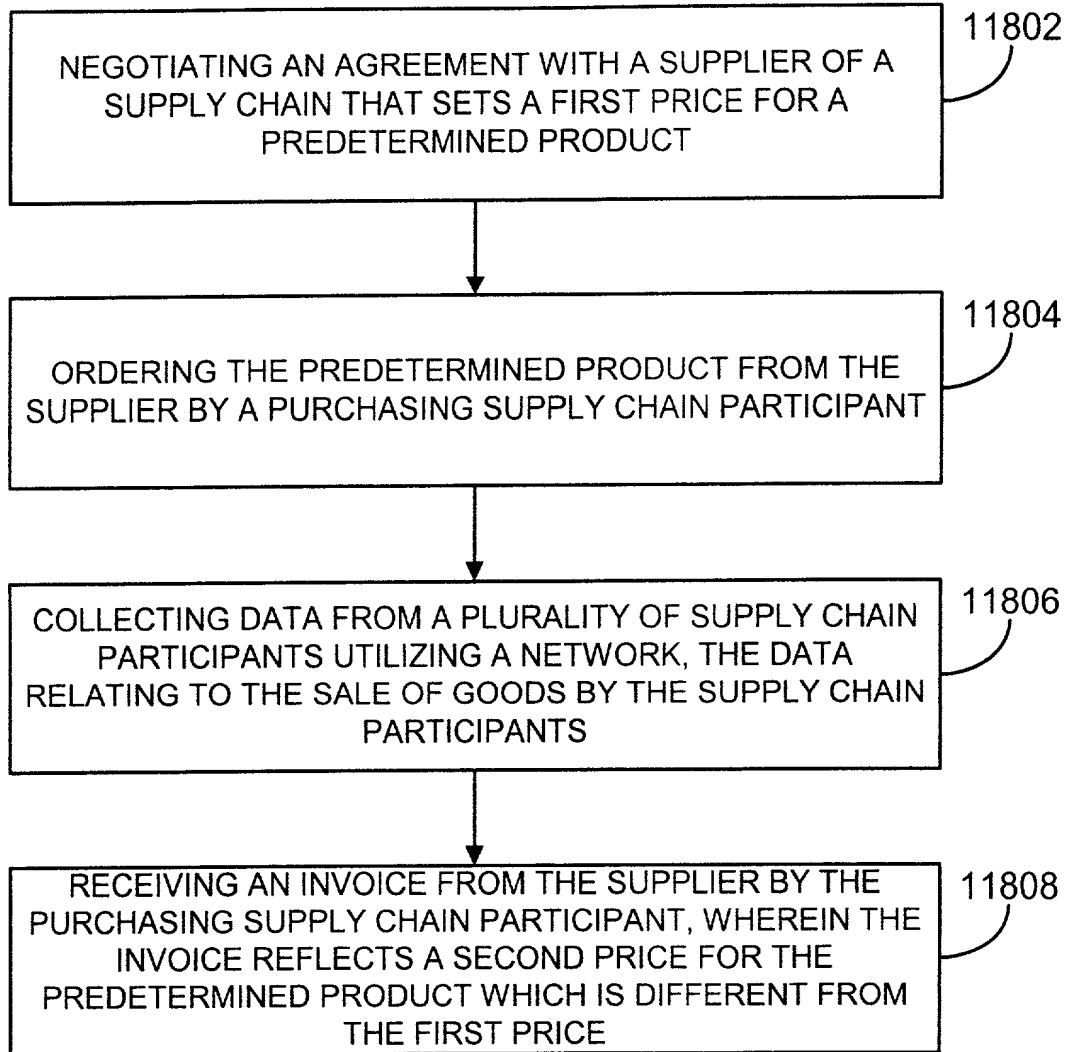 11802
NEGOTIATING AN AGREEMENT WITH A SUPPLIER OF A
SUPPLY CHAIN THAT SETS A FIRST PRICE FOR A
PREDETERMINED PRODUCT
11804
ORDERING THE PREDETERMINED PRODUCT FROM THE
SUPPLIER BY A PURCHASING SUPPLY CHAIN PARTICIPANT
11806
COLLECTING DATA FROM A PLURALITY OF SUPPLY CHAIN
PARTICIPANTS UTILIZING A NETWORK, THE DATA
RELATING TO THE SALE OF GOODS BY THE SUPPLY CHAIN
PARTICIPANTS
11808
RECEIVING AN INVOICE FROM THE SUPPLIER BY THE
PURCHASING SUPPLY CHAIN PARTICIPANT, WHEREIN THE
INVOICE REFLECTS A SECOND PRICE FOR THE
PREDETERMINED PRODUCT WHICH IS DIFFERENT FROM
THE FIRST PRICE